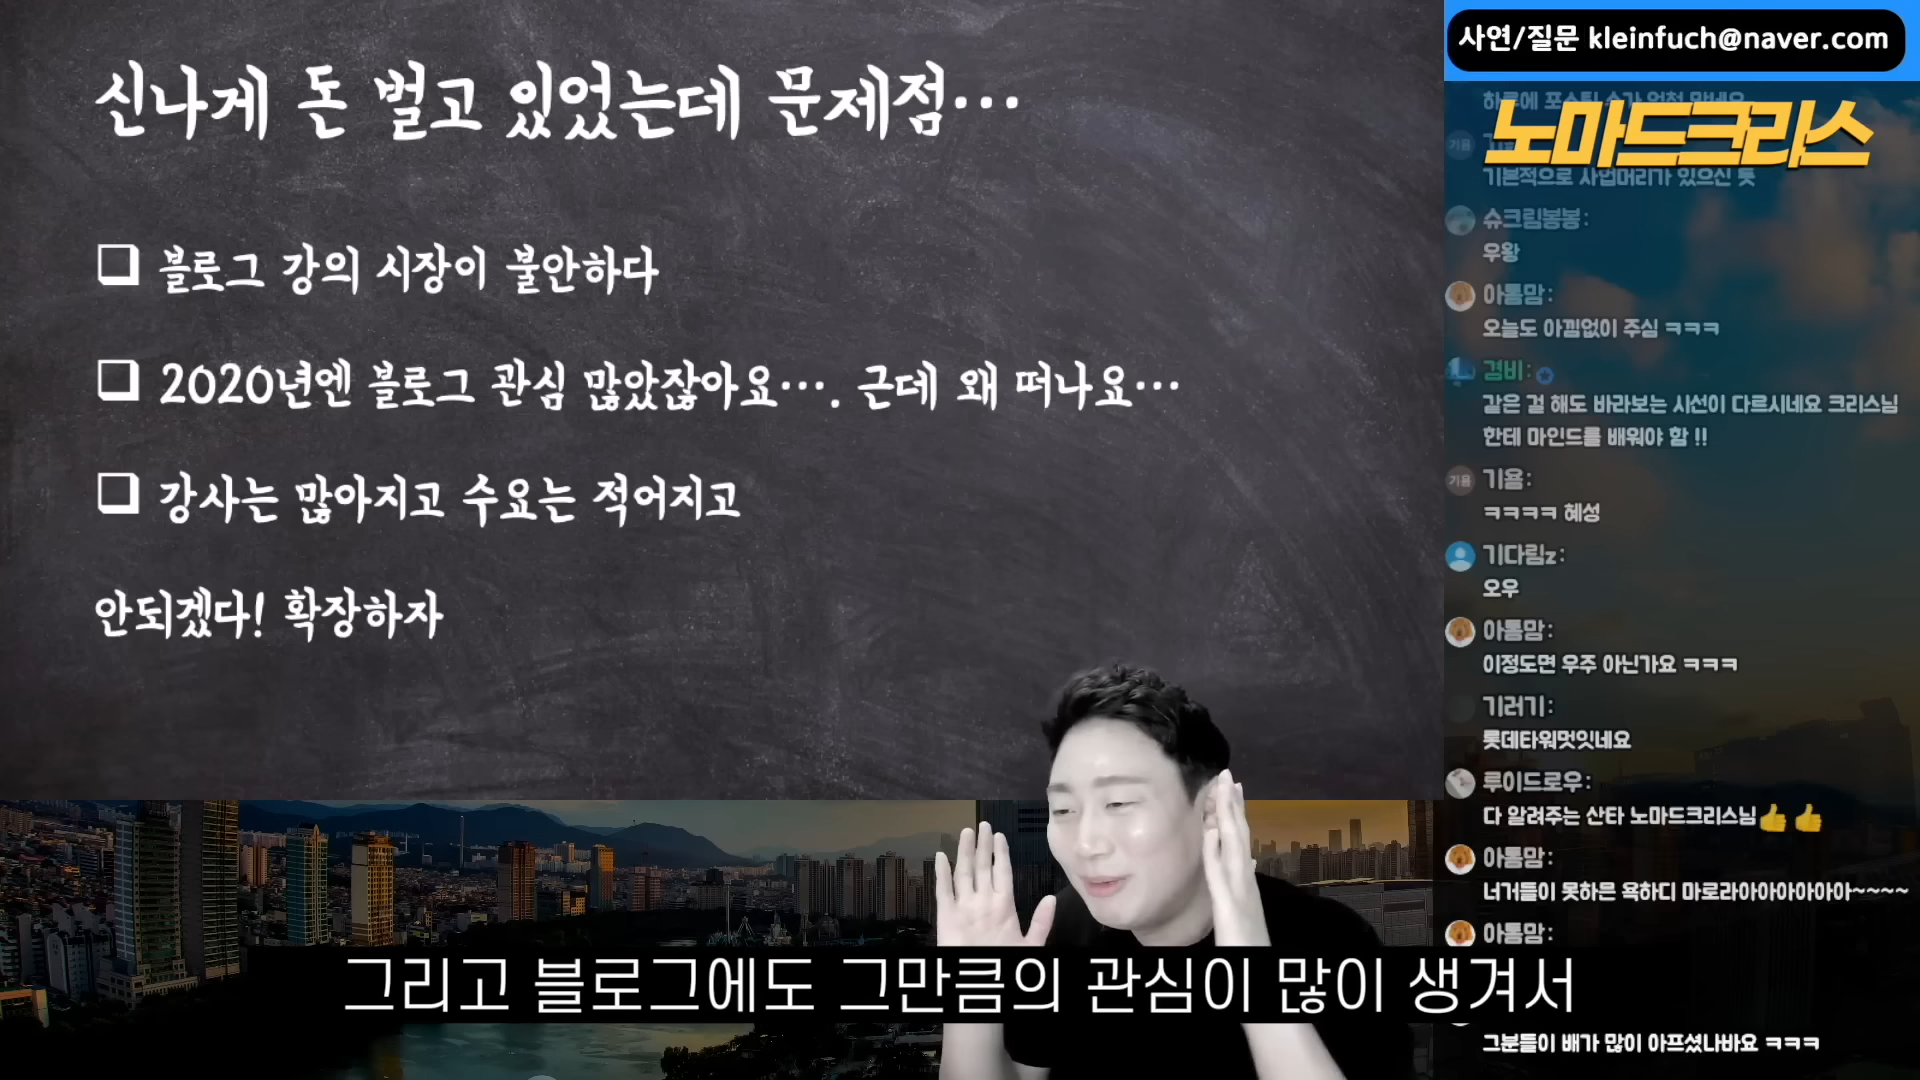 신나게 돈 벌고 있었는데 문제점…
❑ 블로그 강의 시장이 불안하다
❑ 2020년엔 블로그 관심 많았잖아요…. 근데 왜 떠나요…
❑ 강사는 많아지고 수요는 적어지고
안되겠다! 확장하자
그리고 블로그에도 그만큼의 관심이 많이 생겨서
사연/질문 kleinfuch@naver.com
노마드크리스
기본적으로 사업머리가 있으신 듯
슈크림봉봉:
우왕
아톰맘:
오늘도 아낌없이 주심 ㅋㅋㅋ
겸비:
같은 걸 해도 바라보는 시선이 다르시네요 크리스님
한테 마인드를 배워야 함 !!
기욤
기욤:
ㅋㅋㅋㅋ 혜성
기다림z:
오우
아톰맘:
이정도면 우주 아닌가요 ㅋㅋㅋ
기러기:
롯데타워멋잇네요
루이드로우:
다 알려주는 산타 노마드크리스님👍 👍
아톰맘:
너거들이 못하믄 욕하디 마로라아아아아아아~~~~
아톰맘:
그분들이 배가 많이 아프셨나바요 ㅋㅋㅋ